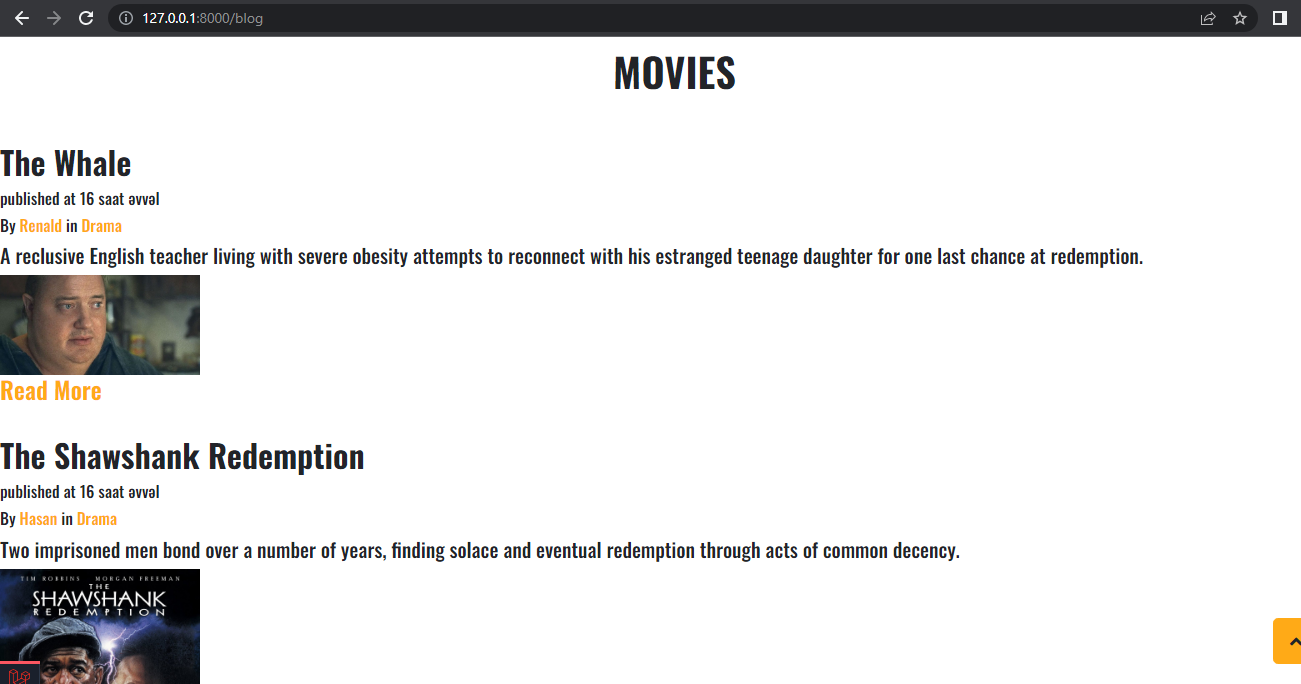 127.0.0.1:8000/blog
MOVIES
The Whale
published at 16 saat əvvəl
By Renald in Drama
A reclusive English teacher living with severe obesity attempts to reconnect with his estranged teenage daughter for one last chance at redemption.
Read More
The Shawshank Redemption
published at 16 saat əvvəl
By Hasan in Drama
Two imprisoned men bond over a number of years, finding solace and eventual redemption through acts of common decency.
TIM ROBBINS MORGAN FREEMAN
THE
SHAWSHANK
REDEMPTION